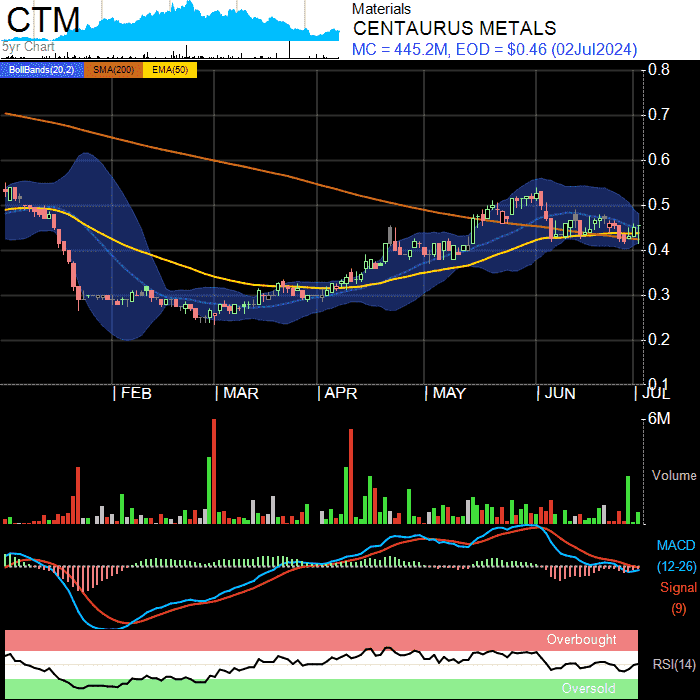 CTM
5yr Chart
Materials
CENTAURUS METALS
MC = 445.2M, EOD = $0.46 (02Jul2024)
BollBands(20,2) SMA(200) EMA(50)
0.8
0.7
0.6
0.5
0.4
0.3
0.2
0.1
FEB MAR APR MAY JUN JUL
6M
Volume
MACD
(12-26)
Signal
(9)
Overbought
RSI(14)
Oversold